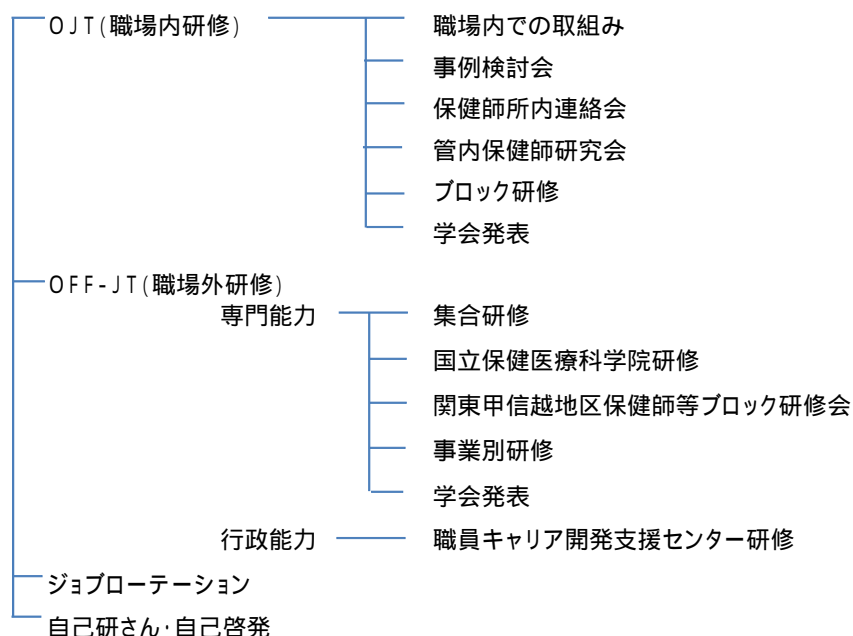 OJT(職場内研修) 職場内での取組み
事例検討会
保健師所内連絡会
管内保健師研究会
ブロック研修
学会発表
OFF-JT(職場外研修)
専門能力 集合研修
国立保健医療科学院研修
関東甲信越地区保健師等ブロック研修会
事業別研修
学会発表
行政能力 職員キャリア開発支援センター研修
ジョブローテーション
自己研さん・自己啓発